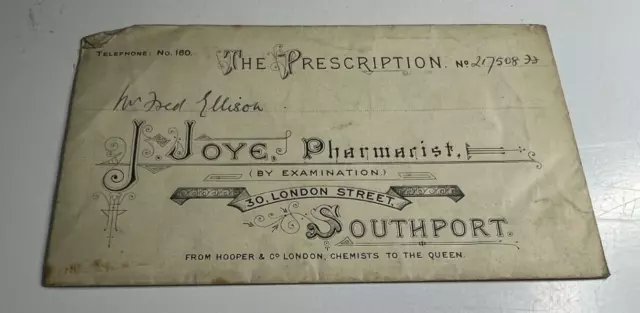 TELEPHONE: No. 180.
THE PRESCRIPTION. No 217508
Mr Fred Ellison.
J. JOYE, Pharmacist,
(BY EXAMINATION.)
30, LONDON STREET,
SOUTHPORT.
FROM HOOPER & Co LONDON, CHEMISTS TO THE QUEEN.